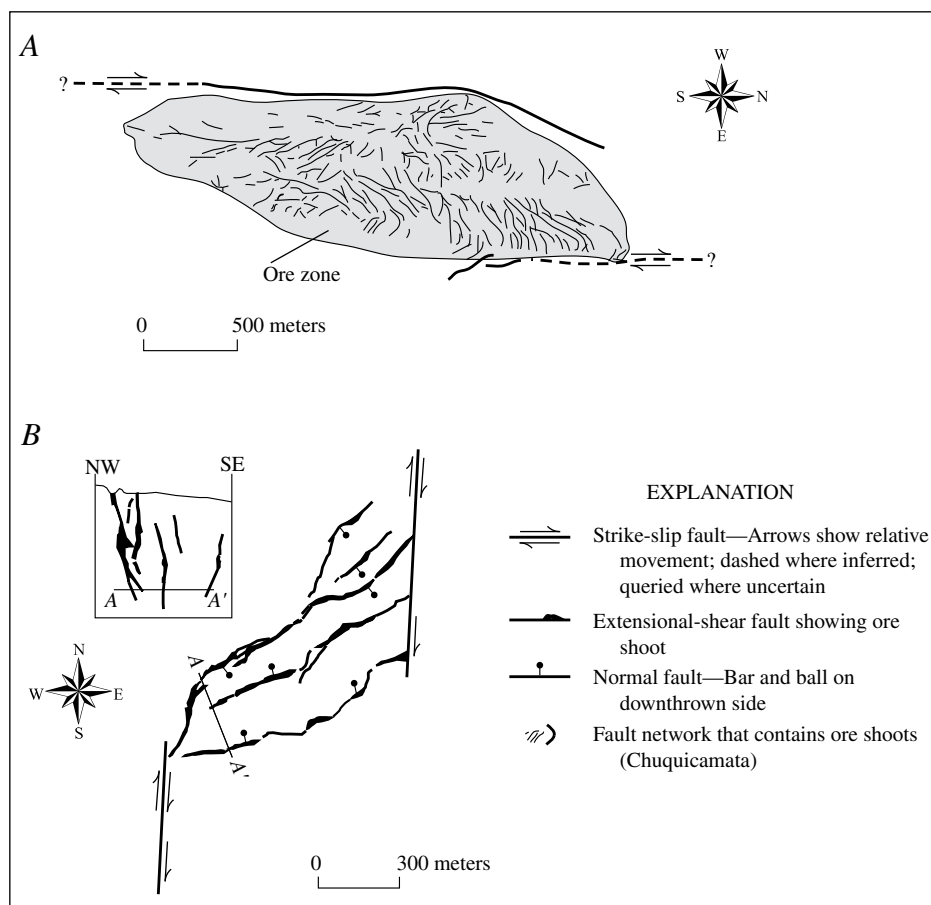 A
W
S N
E
?
?
Ore zone
0 500 meters
B
NW SE
A A'
N
W E
S
A
A'
0 300 meters
EXPLANATION
Strike-slip fault—Arrows show relative
movement; dashed where inferred;
queried where uncertain
Extensional-shear fault showing ore
shoot
Normal fault—Bar and ball on
downthrown side
Fault network that contains ore shoots
(Chuquicamata)